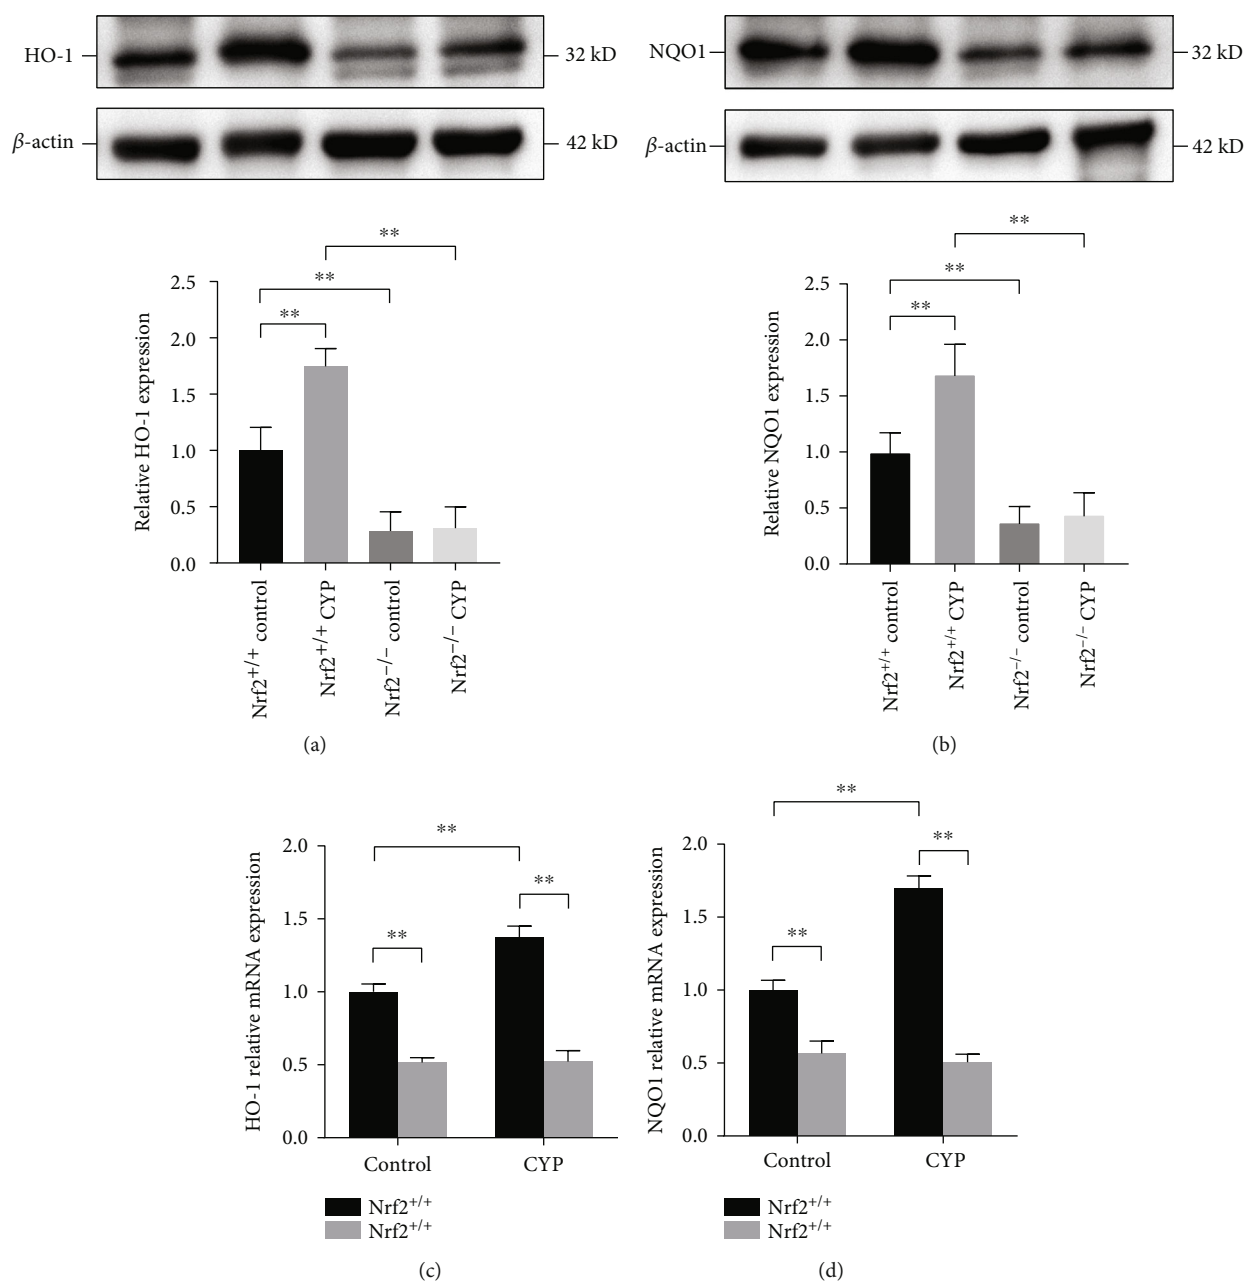 HO-1
32 kD
β-actin
42 kD
**
**
**
2.5
2.0
1.5
1.0
0.5
0.0
Relative HO-1 expression
Nrf2+/+ control
Nrf2+/+ CYP
Nrf2−/− control
Nrf2−/− CYP
(a)
NQO1
32 kD
β-actin
42 kD
**
**
**
2.5
2.0
1.5
1.0
0.5
0.0
Relative NQO1 expression
Nrf2+/+ control
Nrf2+/+ CYP
Nrf2−/− control
Nrf2−/− CYP
(b)
**
**
**
2.0
1.5
1.0
0.5
0.0
HO-1 relative mRNA expression
Control
CYP
Nrf2+/+
Nrf2+/+
(c)
**
**
**
2.0
1.5
1.0
0.5
0.0
NQO1 relative mRNA expression
Control
CYP
Nrf2+/+
Nrf2+/+
(d)